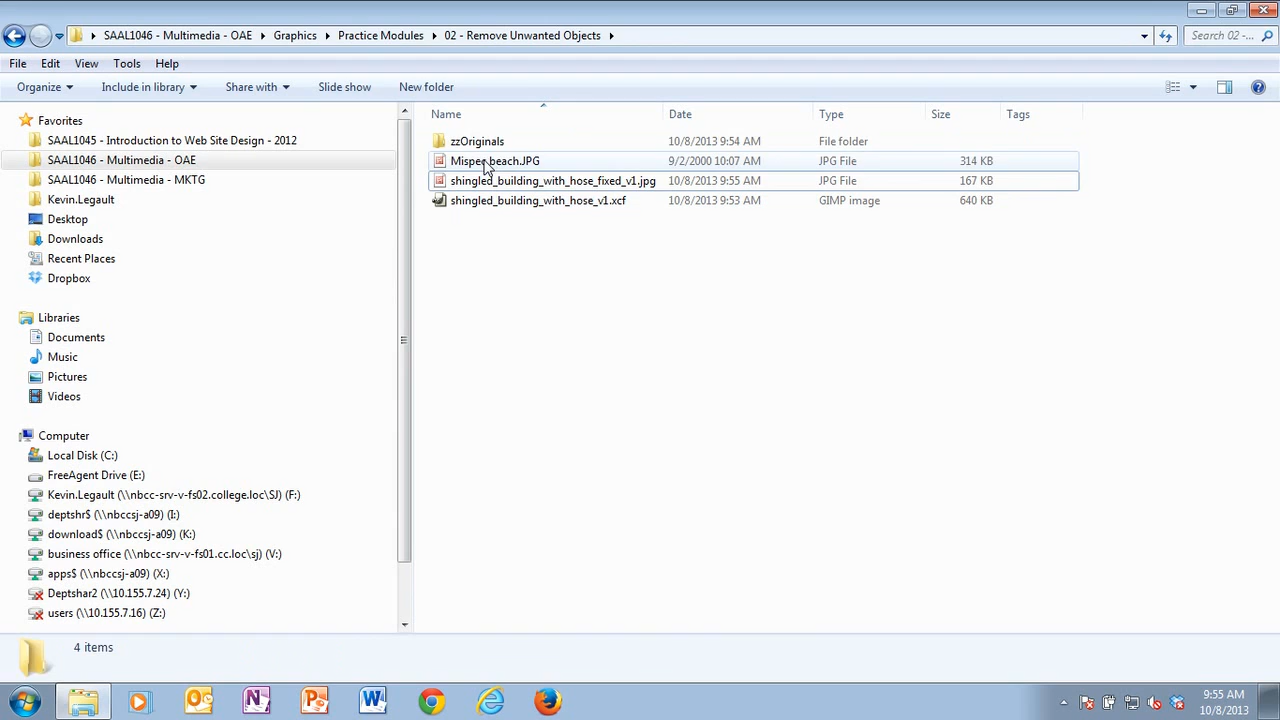 SAAL1046 - Multimedia - OAE Graphics Practice Modules 02 - Remove Unwanted Objects Search 02 -...
File Edit View Tools Help
Organize Include in library Share with Slide show New folder
Favorites
SAAL1045 - Introduction to Web Site Design - 2012
SAAL1046 - Multimedia - OAE
SAAL1046 - Multimedia - MKTG
Kevin.Legault
Desktop
Downloads
Recent Places
Dropbox
Libraries
Documents
Music
Pictures
Videos
Computer
Local Disk (C:)
FreeAgent Drive (E:)
Kevin.Legault (\\nbcc-srv-v-fs02.college.loc\SJ) (F:)
deptshr$ (\\nbccsj-a09) (I:)
download$ (\\nbccsj-a09) (K:)
business office (\\nbcc-srv-v-fs01.cc.loc\sj) (V:)
apps$ (\\nbccsj-a09) (X:)
Deptshar2 (\\10.155.7.24) (Y:)
users (\\10.155.7.16) (Z:)
Name Date Type Size Tags
zzOriginals 10/8/2013 9:54 AM File folder
9/2/2000 10:07 AM JPG File 314 KB
shingled_building_with_hose_fixed_v1.jpg 10/8/2013 9:55 AM JPG File 167 KB
shingled_building_with_hose_v1.xcf 10/8/2013 9:53 AM GIMP image 640 KB
4 items
9:55 AM
10/8/2013